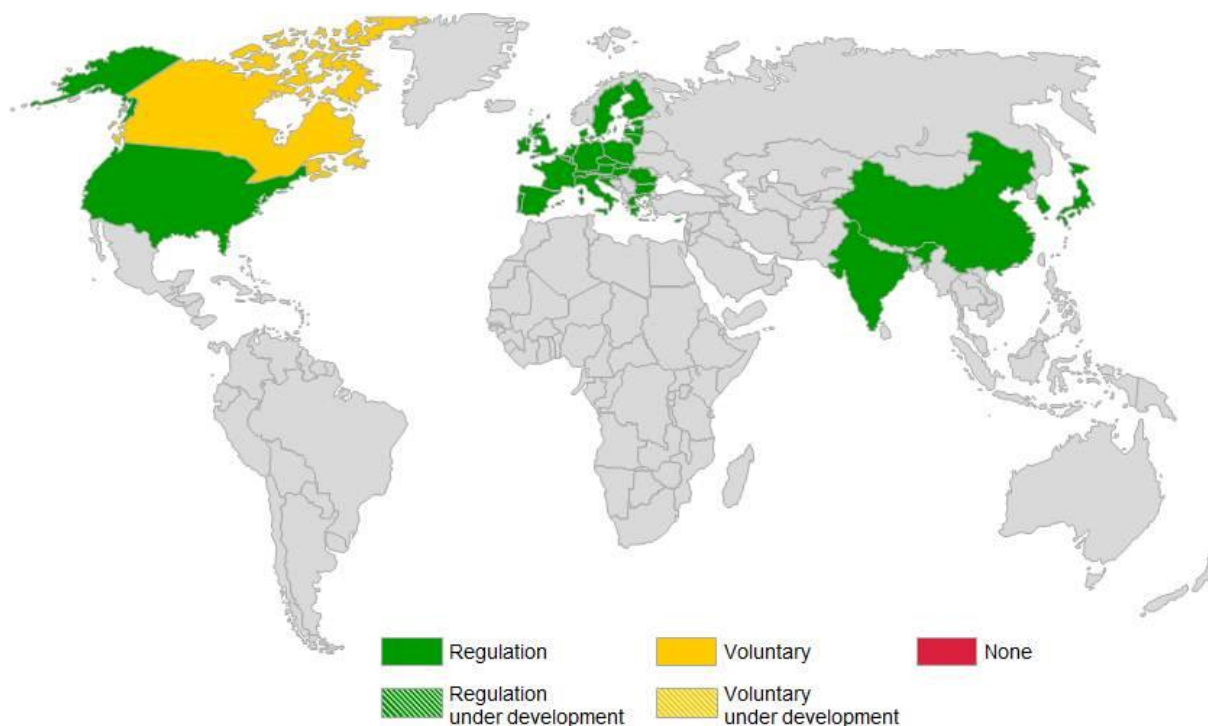 Regulation
Voluntary
None
Regulation
under development
Voluntary
under development